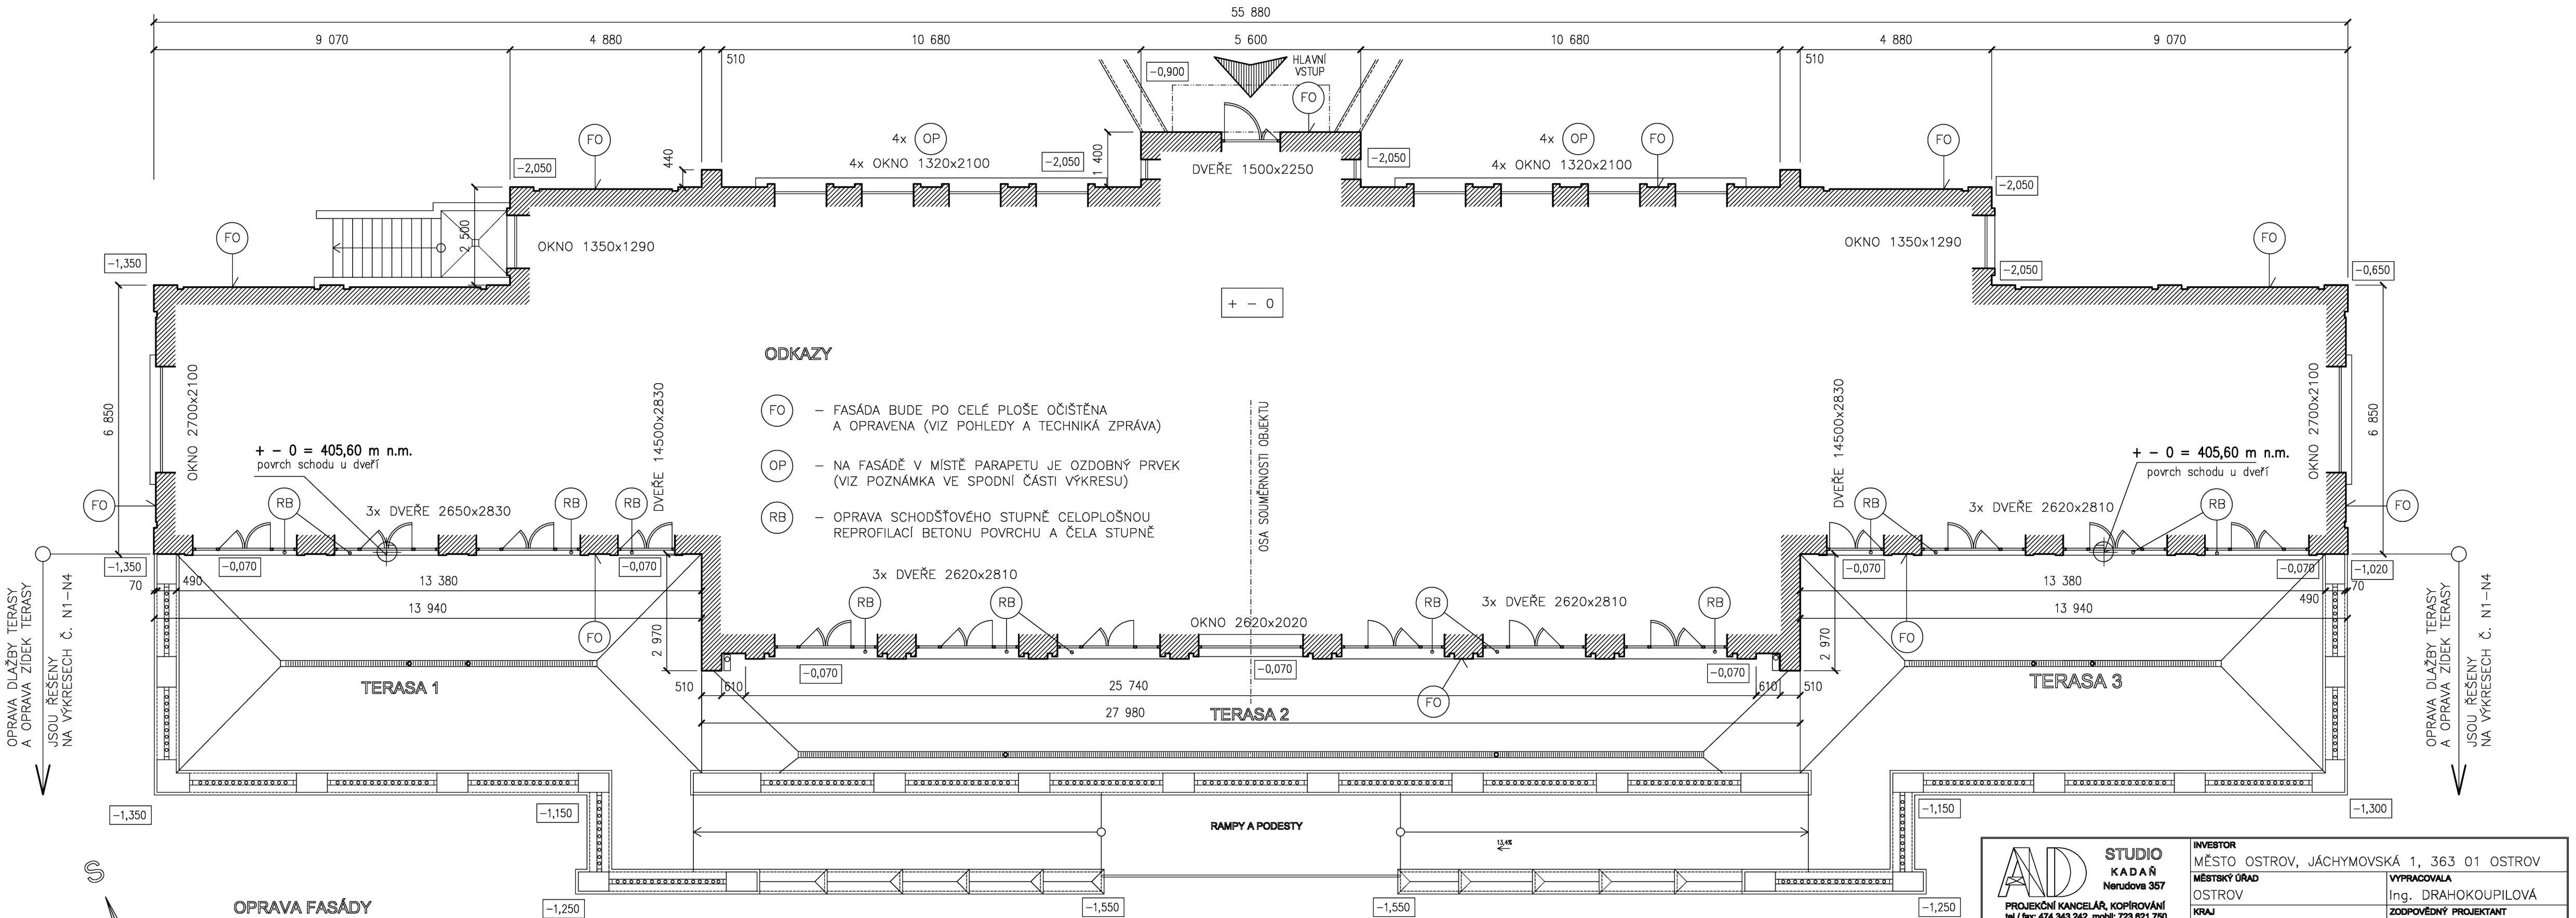 55 880
9 070
4 880
10 680
5 600
10 680
4 880
9 070
510
510
-0,900
HLAVNÍ
VSTUP
FO
FO
4x OP
4x OKNO 1320x2100
-2,050
-2,050
440
1 400
DVEŘE 1500x2250
-2,050
4x OP
FO
4x OKNO 1320x2100
FO
-2,050
FO
2 500
OKNO 1350x1290
OKNO 1350x1290
FO
-1,350
-2,050
-0,650
+ - 0
ODKAZY
FO - FASÁDA BUDE PO CELÉ PLOŠE OČIŠTĚNA
A OPRAVENA (VIZ POHLEDY A TECHNIKÁ ZPRÁVA)
OP - NA FASÁDĚ V MÍSTĚ PARAPETU JE OZDOBNÝ PRVEK
(VIZ POZNÁMKA VE SPODNÍ ČÁSTI VÝKRESU)
RB - OPRAVA SCHODŠŤOVÉHO STUPNĚ CELOPLOŠNOU
REPROFILACÍ BETONU POVRCHU A ČELA STUPNĚ
OSA SOUMĚRNOSTI OBJEKTU
6 850
OKNO 2700x2100
+ - 0 = 405,60 m n.m.
povrch schodu u dveří
DVEŘE 14500x2830
FO
RB
3x DVEŘE 2650x2830
RB
RB
DVEŘE 14500x2830
+ - 0 = 405,60 m n.m.
povrch schodu u dveří
OKNO 2700x2100
6 850
RB
3x DVEŘE 2620x2810
RB
FO
-1,350
-0,070
-0,070
70
490
13 380
13 940
FO
2 970
3x DVEŘE 2620x2810
RB
RB
OKNO 2620x2020
RB
3x DVEŘE 2620x2810
RB
-0,070
-0,070
-1,020
13 380
70
490
13 940
FO
2 970
-0,070
-0,070
-0,070
510
610
25 740
610
510
FO
27 980
TERASA 1
TERASA 2
TERASA 3
OPRAVA DLAŽBY TERASY
A OPRAVA ZÍDEK TERASY
JSOU ŘEŠENY
NA VÝKRESECH Č. N1-N4
OPRAVA DLAŽBY TERASY
A OPRAVA ZÍDEK TERASY
JSOU ŘEŠENY
NA VÝKRESECH Č. N1-N4
-1,350
-1,150
RAMPY A PODESTY
13,4%
-1,150
-1,300
S
OPRAVA FASÁDY
-1,250
-1,550
-1,550
-1,250
AD
STUDIO
KADAŇ
Nerudova 357
PROJEKČNÍ KANCELÁŘ, KOPÍROVÁNÍ
tel / fax: 474 343 242, mobil: 723 621 750
INVESTOR
MĚSTO OSTROV, JÁCHYMOVSKÁ 1, 363 01 OSTROV
MĚSTSKÝ ÚŘAD
OSTROV
VYPRACOVALA
Ing. DRAHOKOUPILOVÁ
KRAJ
ZODPOVĚDNÝ PROJEKTANT